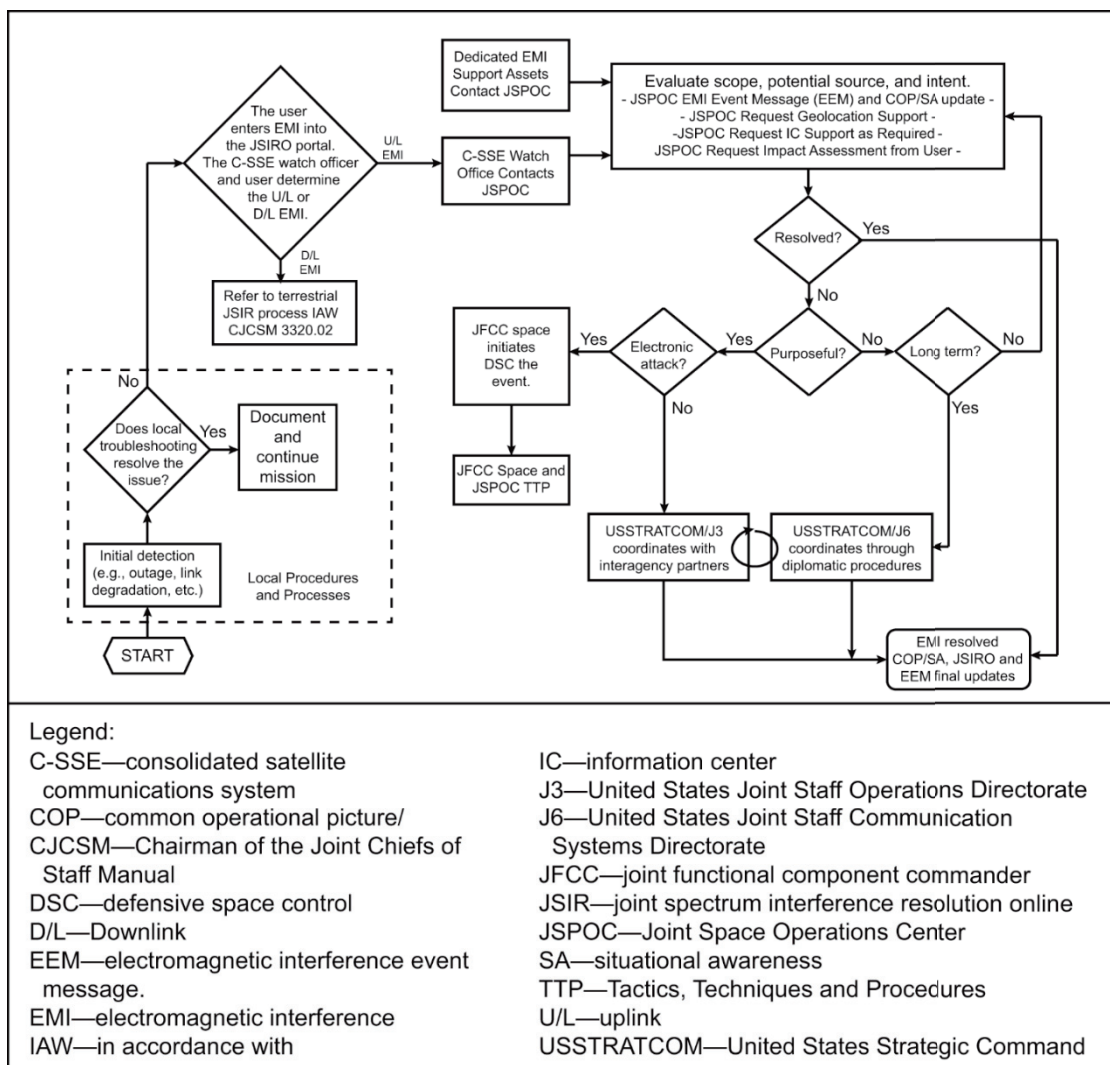 Dedicated EMI
Support Assets
Contact JSPOC
Evaluate scope, potential source, and intent.
- JSPOC EMI Event Message (EEM) and COP/SA update -
- JSPOC Request Geolocation Support -
-JSPOC Request IC Support as Required -
JSPOC Request Impact Assessment from User -
The user
enters EMI into
the JSIRO portal.
The C-SSE watch officer
and user determine
the U/L or
D/L EMI.
U/L
EMI
C-SSE Watch
Office Contacts
JSPOC
D/L
EMI
Refer to terrestrial
JSIR process IAW
CJCSM 3320.02
Resolved?
Yes
No
Purposeful?
Yes
No
Long term?
No
Yes
Electronic
attack?
Yes
No
JFCC space
initiates
DSC the
event.
JFCC Space and
JSPOC TTP
No
Does local
troubleshooting
resolve the
issue?
Yes
Document
and
continue
mission
Initial detection
(e.g., outage, link
degradation, etc.)
Local Procedures
and Processes
START
USSTRATCOM/J3
coordinates with
interagency partners
USSTRATCOM/J6
coordinates through
diplomatic procedures
EMI resolved
COP/SA, JSIRO and
EEM final updates
Legend:
C-SSE—consolidated satellite
communications system
COP—common operational picture/
CJCSM—Chairman of the Joint Chiefs of
Staff Manual
DSC—defensive space control
D/L—Downlink
EEM—electromagnetic interference event
message.
EMI—electromagnetic interference
IAW—in accordance with
IC—information center
J3—United States Joint Staff Operations Directorate
J6—United States Joint Staff Communication
Systems Directorate
JFCC—joint functional component commander
JSIR—joint spectrum interference resolution online
JSPOC—Joint Space Operations Center
SA—situational awareness
TTP—Tactics, Techniques and Procedures
U/L—uplink
USSTRATCOM—United States Strategic Command